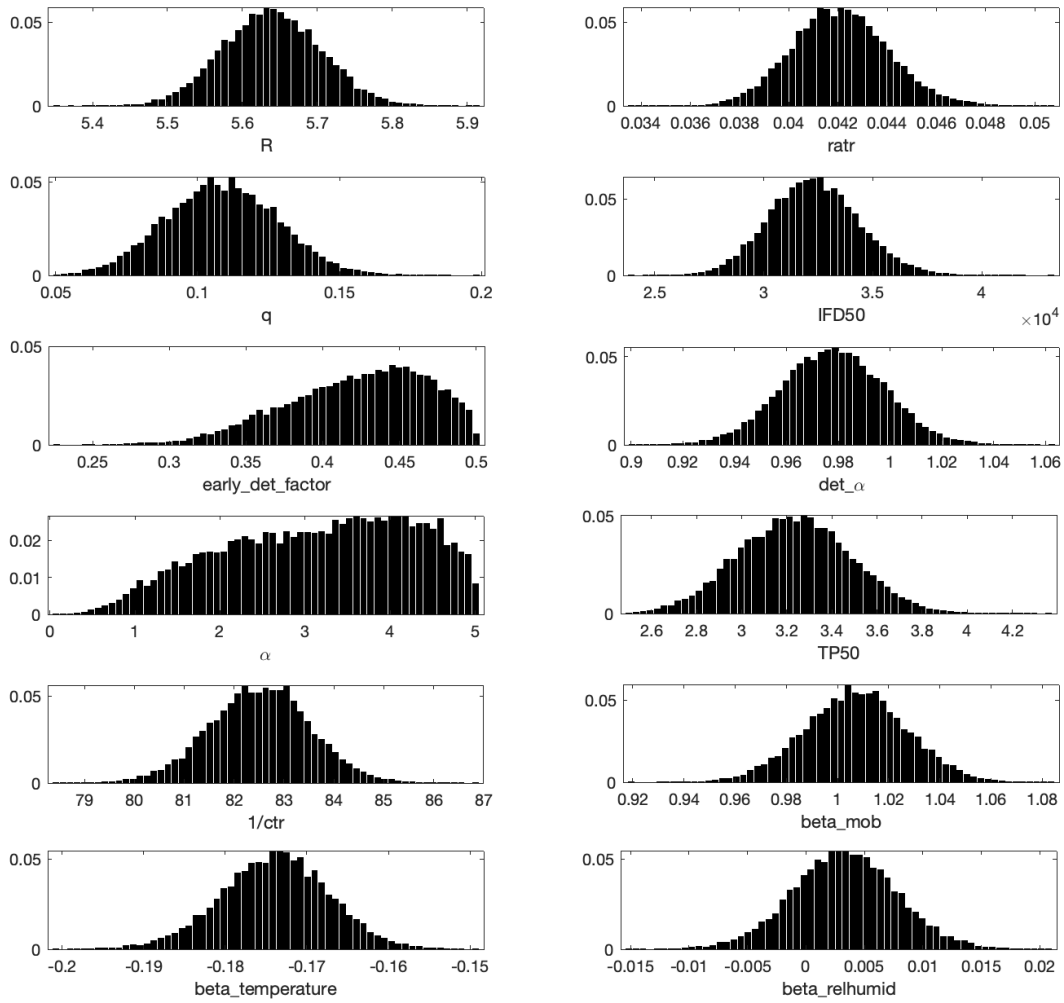 0.05
0
5.4 5.5 5.6 5.7 5.8 5.9
R
0.05
0
0.034 0.036 0.038 0.04 0.042 0.044 0.046 0.048 0.05
ratr
0.05
0
0.05 0.1 0.15 0.2
q
0.05
0
2.5 3 3.5 4
IFD50 ×10⁴
0.05
0
0.25 0.3 0.35 0.4 0.45 0.5
early_det_factor
0.05
0
0.9 0.92 0.94 0.96 0.98 1 1.02 1.04 1.06
det_α
0.02
0.01
0
0 1 2 3 4 5
α
0.05
0
2.6 2.8 3 3.2 3.4 3.6 3.8 4 4.2
TP50
0.05
0
79 80 81 82 83 84 85 86 87
1/ctr
0.05
0
0.92 0.94 0.96 0.98 1 1.02 1.04 1.06 1.08
beta_mob
0.05
0
-0.2 -0.19 -0.18 -0.17 -0.16 -0.15
beta_temperature
0.05
0
-0.015 -0.01 -0.005 0 0.005 0.01 0.015 0.02
beta_relhumid